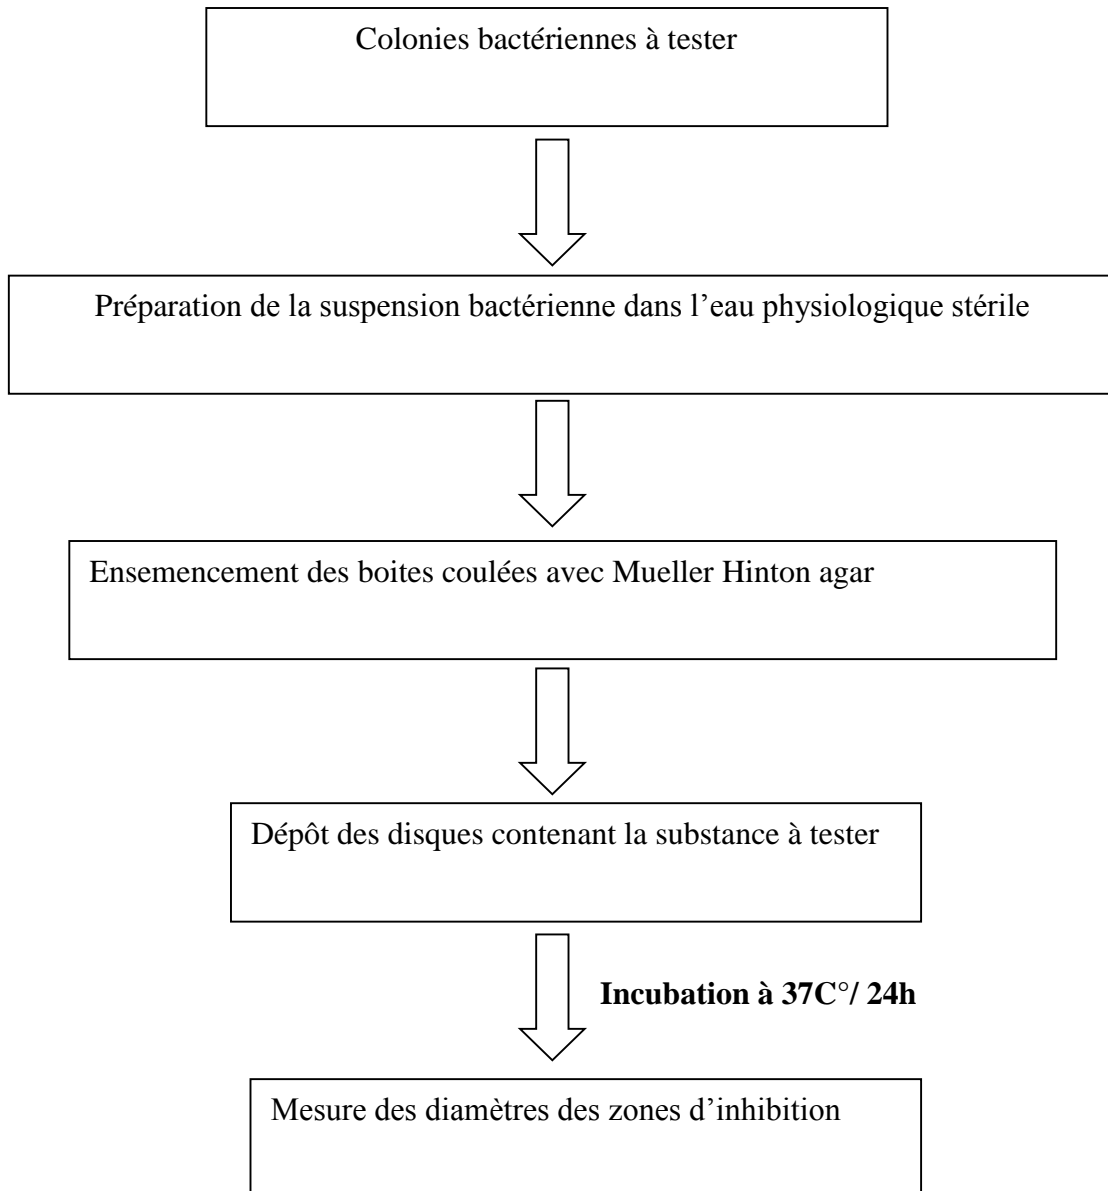 Colonies bactériennes à tester
Préparation de la suspension bactérienne dans l’eau physiologique stérile
Ensemencement des boites coulées avec Mueller Hinton agar
Dépôt des disques contenant la substance à tester
Incubation à 37C°/ 24h
Mesure des diamètres des zones d’inhibition